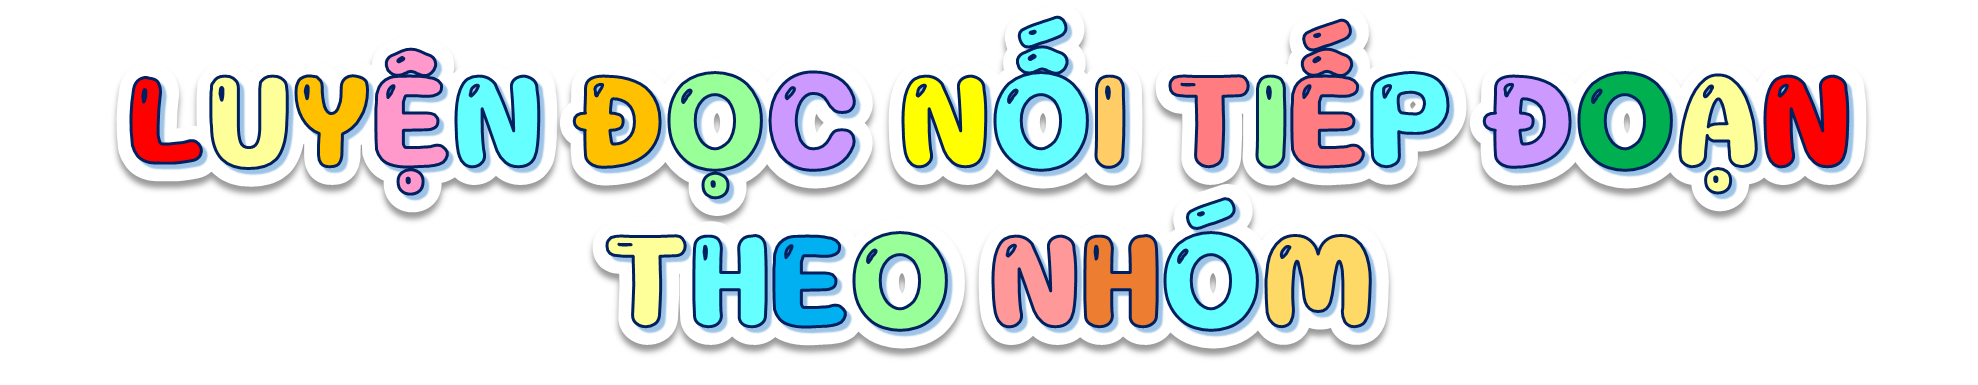 LUYỆN ĐỌC NỐI TIẾP ĐOẠN
THEO NHÓM